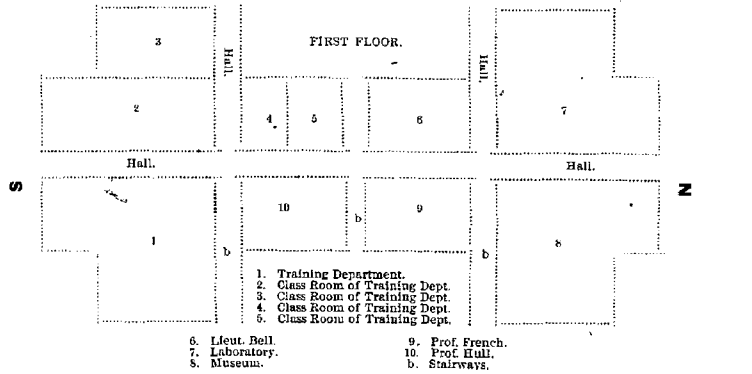 3
Hall.
FIRST FLOOR.
Hall.
2
4
5
6
7
Hall.
Hall.
S
N
1
10
b
9
8
b
b
1. Training Department.
2. Class Room of Training Dept.
3. Class Room of Training Dept.
4. Class Room of Training Dept.
5. Class Room of Training Dept.
6. Lieut. Bell.
7. Laboratory.
8. Museum.
9. Prof. French.
10. Prof. Hull.
b. Stairways.